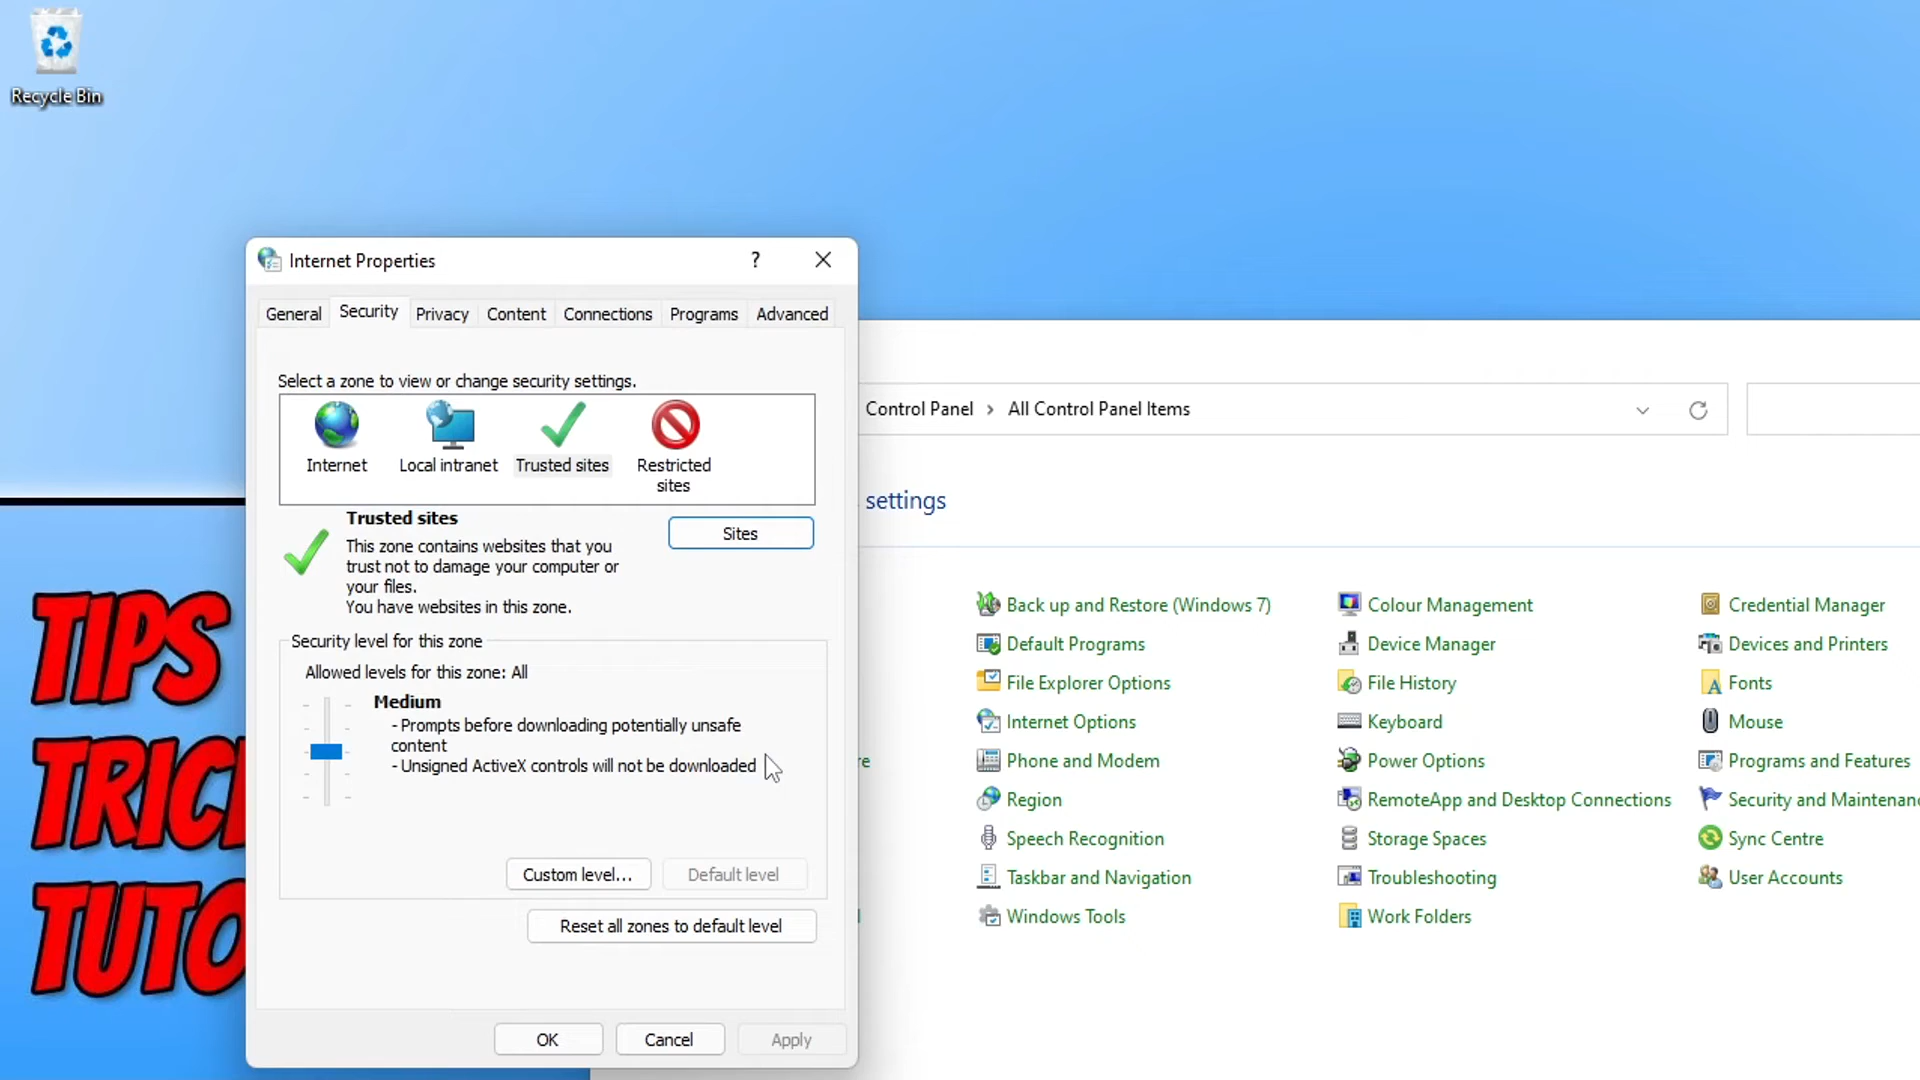 Recycle Bin
Internet Properties
?
General
Security
Privacy
Content
Connections
Programs
Advanced
Select a zone to view or change security settings.
Internet
Local intranet
Trusted sites
Restricted
sites
Trusted sites
This zone contains websites that you
trust not to damage your computer or
your files.
You have websites in this zone.
Sites
Security level for this zone
Allowed levels for this zone: All
Medium
- Prompts before downloading potentially unsafe
content
- Unsigned ActiveX controls will not be downloaded
Custom level...
Default level
Reset all zones to default level
OK
Cancel
Apply
Control Panel > All Control Panel Items
settings
Back up and Restore (Windows 7)
Colour Management
Credential Manager
Default Programs
Device Manager
Devices and Printers
File Explorer Options
File History
Fonts
Internet Options
Keyboard
Mouse
re
Phone and Modem
Power Options
Programs and Features
Region
RemoteApp and Desktop Connections
Security and Maintenanc
Speech Recognition
Storage Spaces
Sync Centre
Taskbar and Navigation
Troubleshooting
User Accounts
Windows Tools
Work Folders
TIPS
TRIC
TUTO